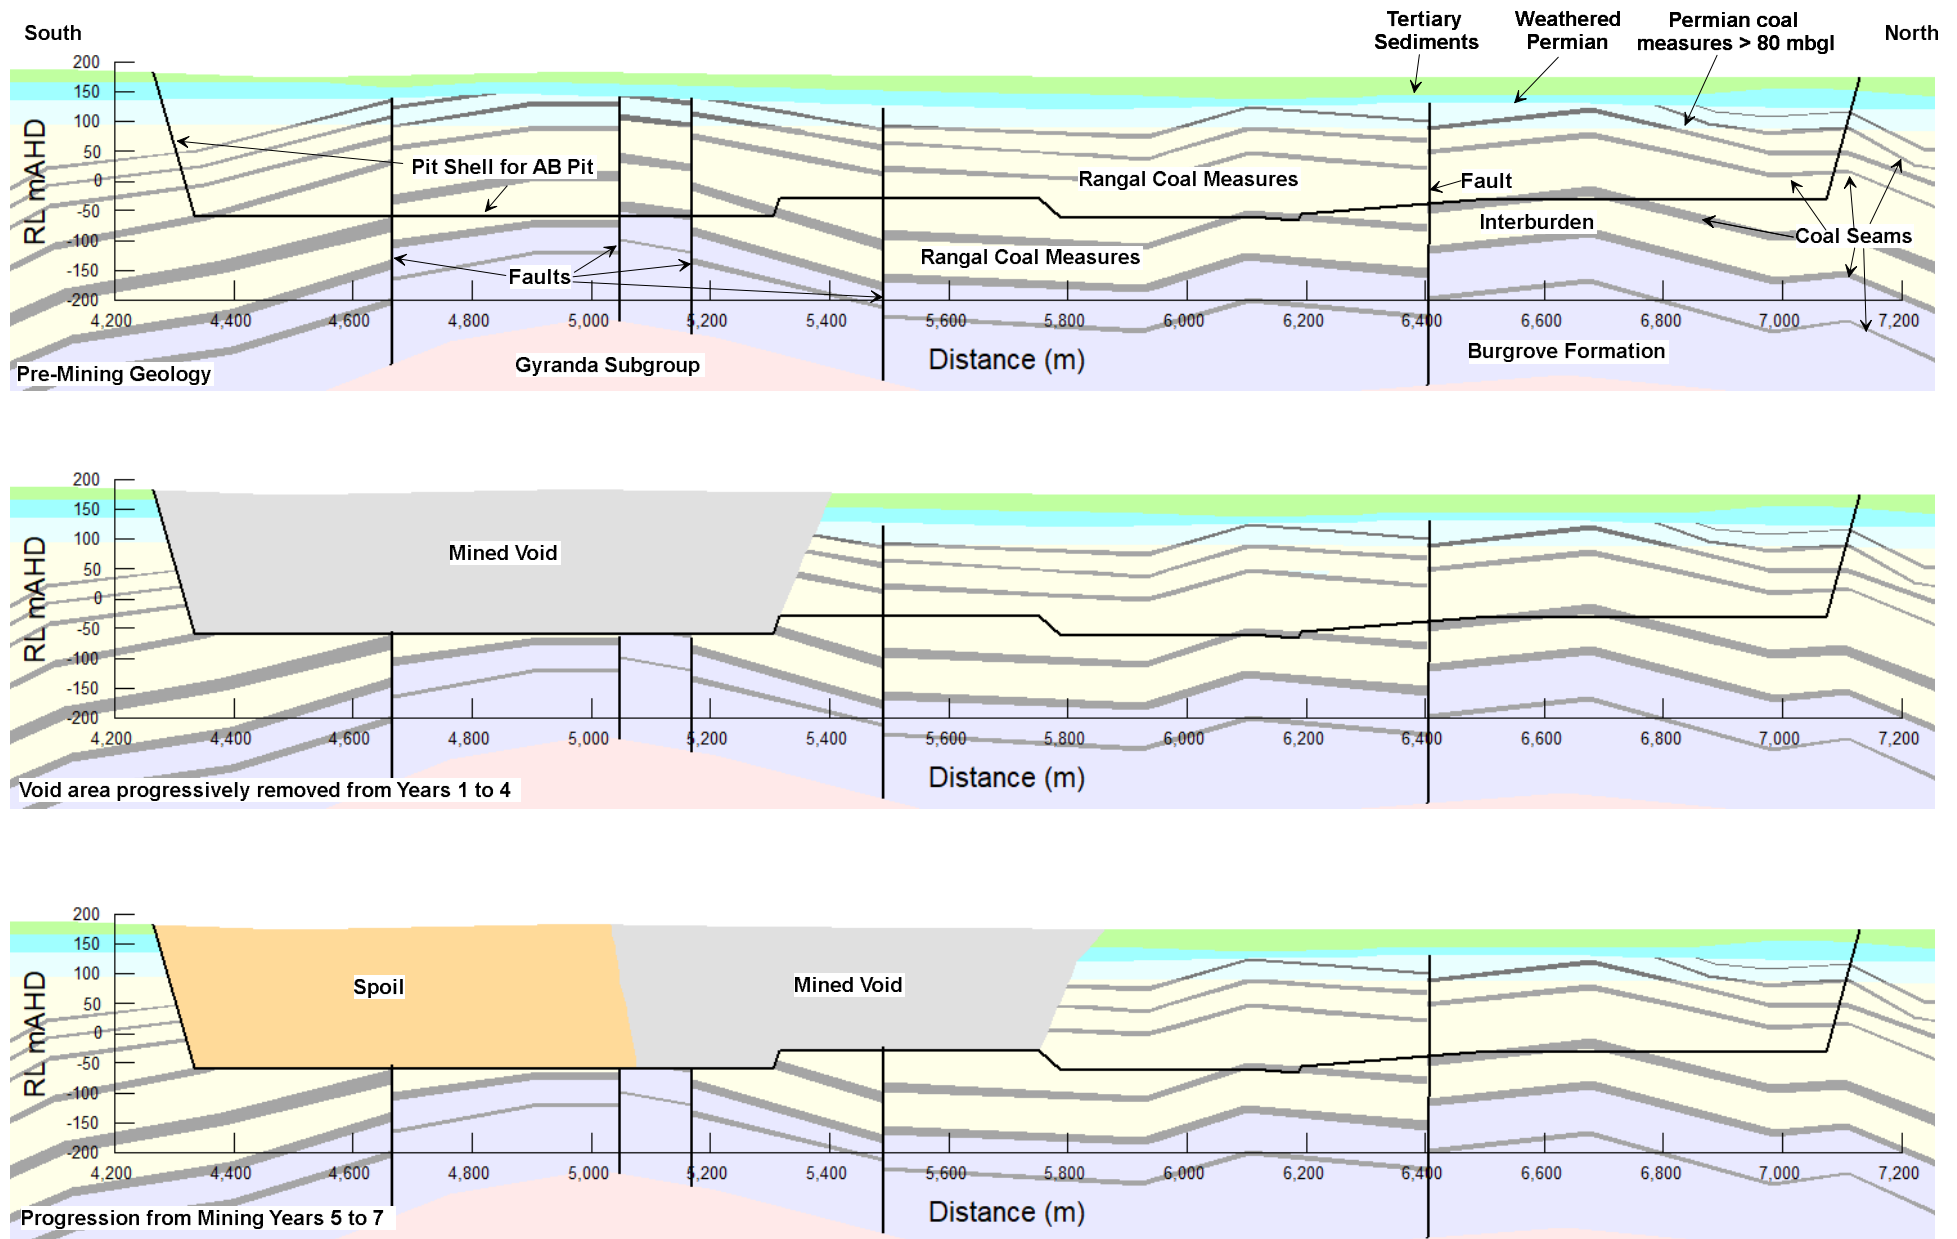 South
Tertiary
Sediments
Weathered
Permian
Permian coal
measures > 80 mbgl
North
RL mAHD
200
150
100
50
0
-50
-100
-150
-200
Pit Shell for AB Pit
Rangal Coal Measures
Fault
Interburden
Coal Seams
Rangal Coal Measures
Faults
4,200
4,400
4,600
4,800
5,000
5,200
5,400
5,600
5,800
6,000
6,200
6,400
6,600
6,800
7,000
7,200
Distance (m)
Gyranda Subgroup
Burgrove Formation
Pre-Mining Geology
RL mAHD
200
150
100
50
0
-50
-100
-150
-200
Mined Void
4,200
4,400
4,600
4,800
5,000
5,200
5,400
5,600
5,800
6,000
6,200
6,400
6,600
6,800
7,000
7,200
Distance (m)
Void area progressively removed from Years 1 to 4
RL mAHD
200
150
100
50
0
-50
-100
-150
-200
Spoil
Mined Void
4,200
4,400
4,600
4,800
5,000
5,200
5,400
5,600
5,800
6,000
6,200
6,400
6,600
6,800
7,000
7,200
Distance (m)
Progression from Mining Years 5 to 7